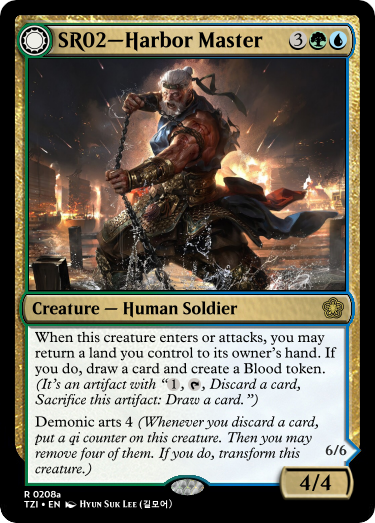 SR02—Harbor Master 3
Creature — Human Soldier
When this creature enters or attacks, you may
return a land you control to its owner's hand. If
you do, draw a card and create a Blood token.
(It's an artifact with “1, , Discard a card,
Sacrifice this artifact: Draw a card.”)
Demonic arts 4 (Whenever you discard a card,
put a qi counter on this creature. Then you may
remove four of them. If you do, transform this
creature.)
6/6
4/4
R 0208a
TZI • EN Hyun Suk Lee (길모어)